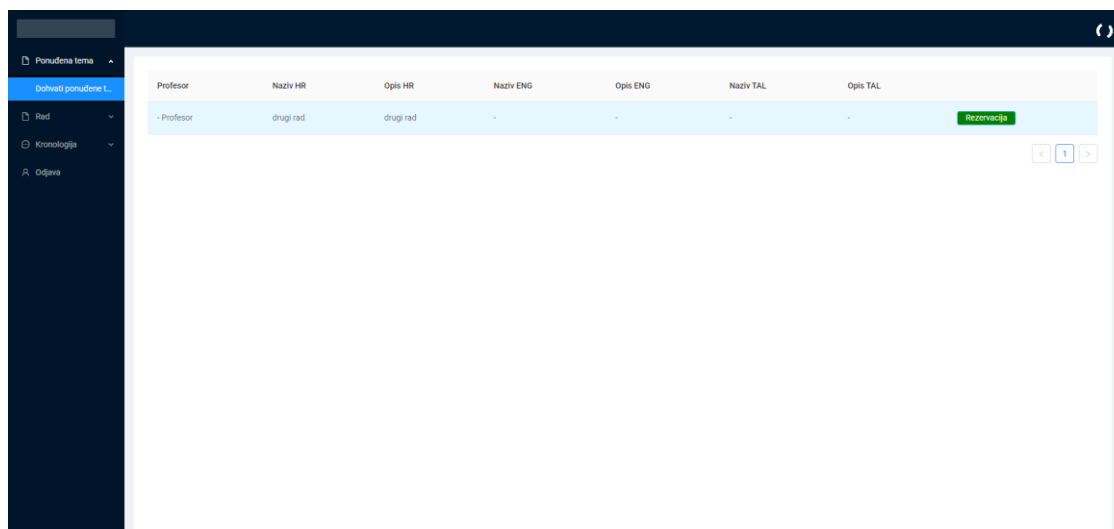 Ponuđena tema
Dohvati ponuđene t...
Rad
Kronologija
Odjava
Profesor Naziv HR Opis HR Naziv ENG Opis ENG Naziv TAL Opis TAL
- Profesor drugi rad drugi rad - - - - Rezervacija
< 1 >